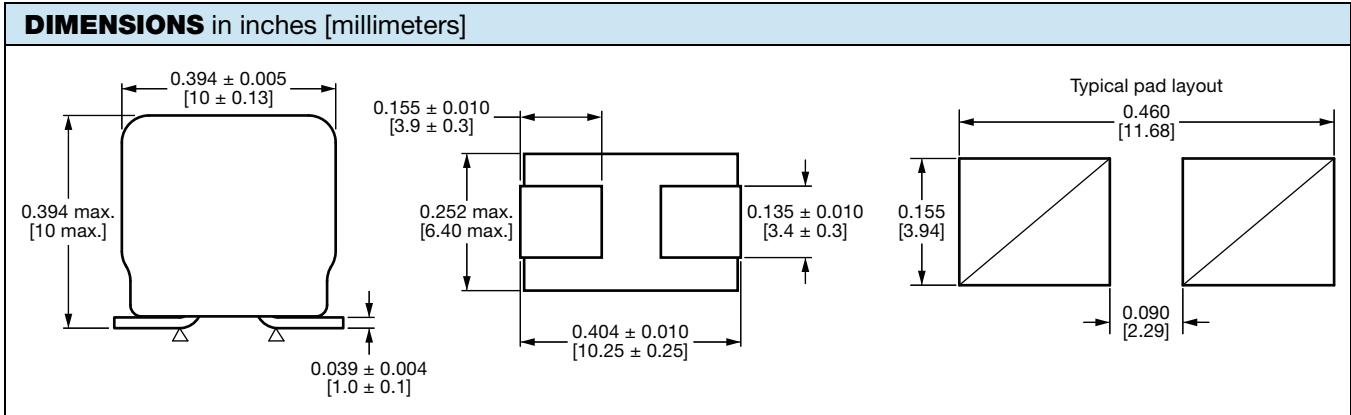 DIMENSIONS in inches [millimeters]
0.394 ± 0.005
[10 ± 0.13]
0.394 max.
[10 max.]
0.039 ± 0.004
[1.0 ± 0.1]
0.155 ± 0.010
[3.9 ± 0.3]
0.252 max.
[6.40 max.]
0.135 ± 0.010
[3.4 ± 0.3]
0.404 ± 0.010
[10.25 ± 0.25]
Typical pad layout
0.460
[11.68]
0.155
[3.94]
0.090
[2.29]